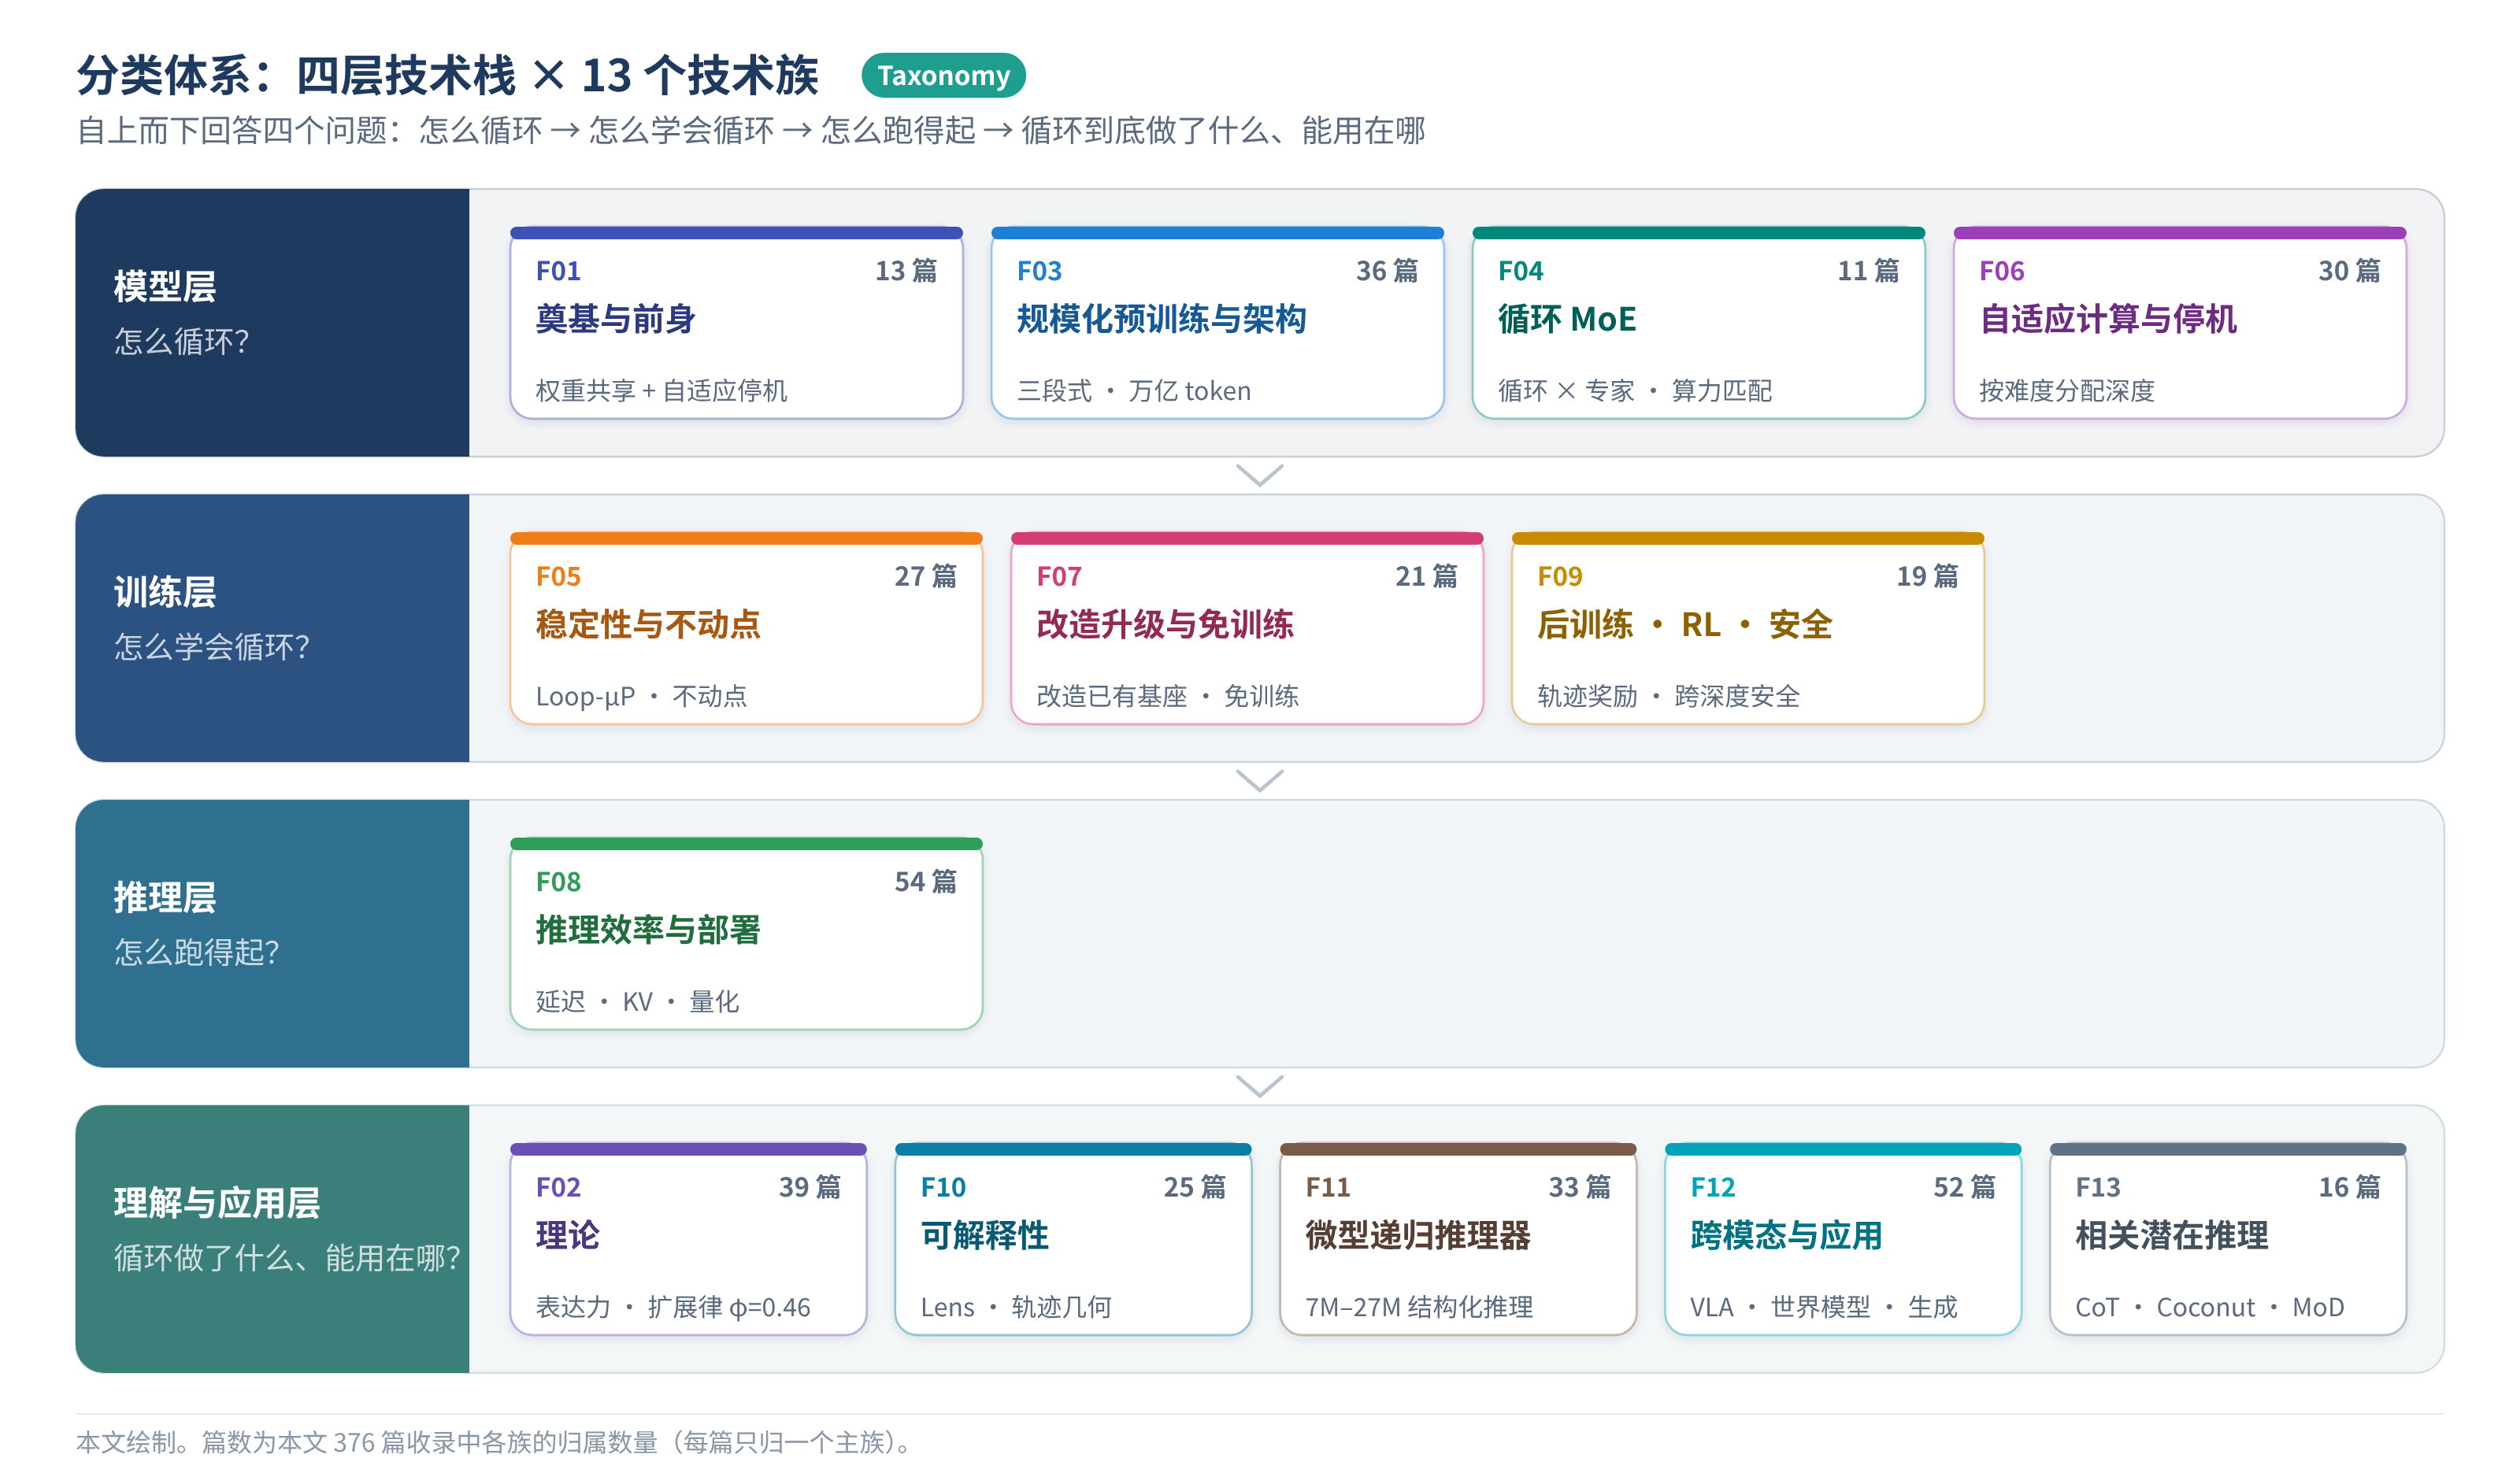 分类体系：四层技术栈 × 13 个技术族
Taxonomy
自上而下回答四个问题：怎么循环 → 怎么学会循环 → 怎么跑得起 → 循环到底做了什么、能用在哪
模型层
怎么循环？
F01
13 篇
奠基与前身
权重共享 + 自适应停机
F03
36 篇
规模化预训练与架构
三段式 · 万亿 token
F04
11 篇
循环 MoE
循环 × 专家 · 算力匹配
F06
30 篇
自适应计算与停机
按难度分配深度
训练层
怎么学会循环？
F05
27 篇
稳定性与不动点
Loop-μP · 不动点
F07
21 篇
改造升级与免训练
改造已有基座 · 免训练
F09
19 篇
后训练 · RL · 安全
轨迹奖励 · 跨深度安全
推理层
怎么跑得起？
F08
54 篇
推理效率与部署
延迟 · KV · 量化
理解与应用层
循环做了什么、能用在哪？
F02
39 篇
理论
表达力 · 扩展律 φ=0.46
F10
25 篇
可解释性
Lens · 轨迹几何
F11
33 篇
微型递归推理器
7M–27M 结构化推理
F12
52 篇
跨模态与应用
VLA · 世界模型 · 生成
F13
16 篇
相关潜在推理
CoT · Coconut · MoD
本文绘制。篇数为本文 376 篇收录中各族的归属数量（每篇只归一个主族）。